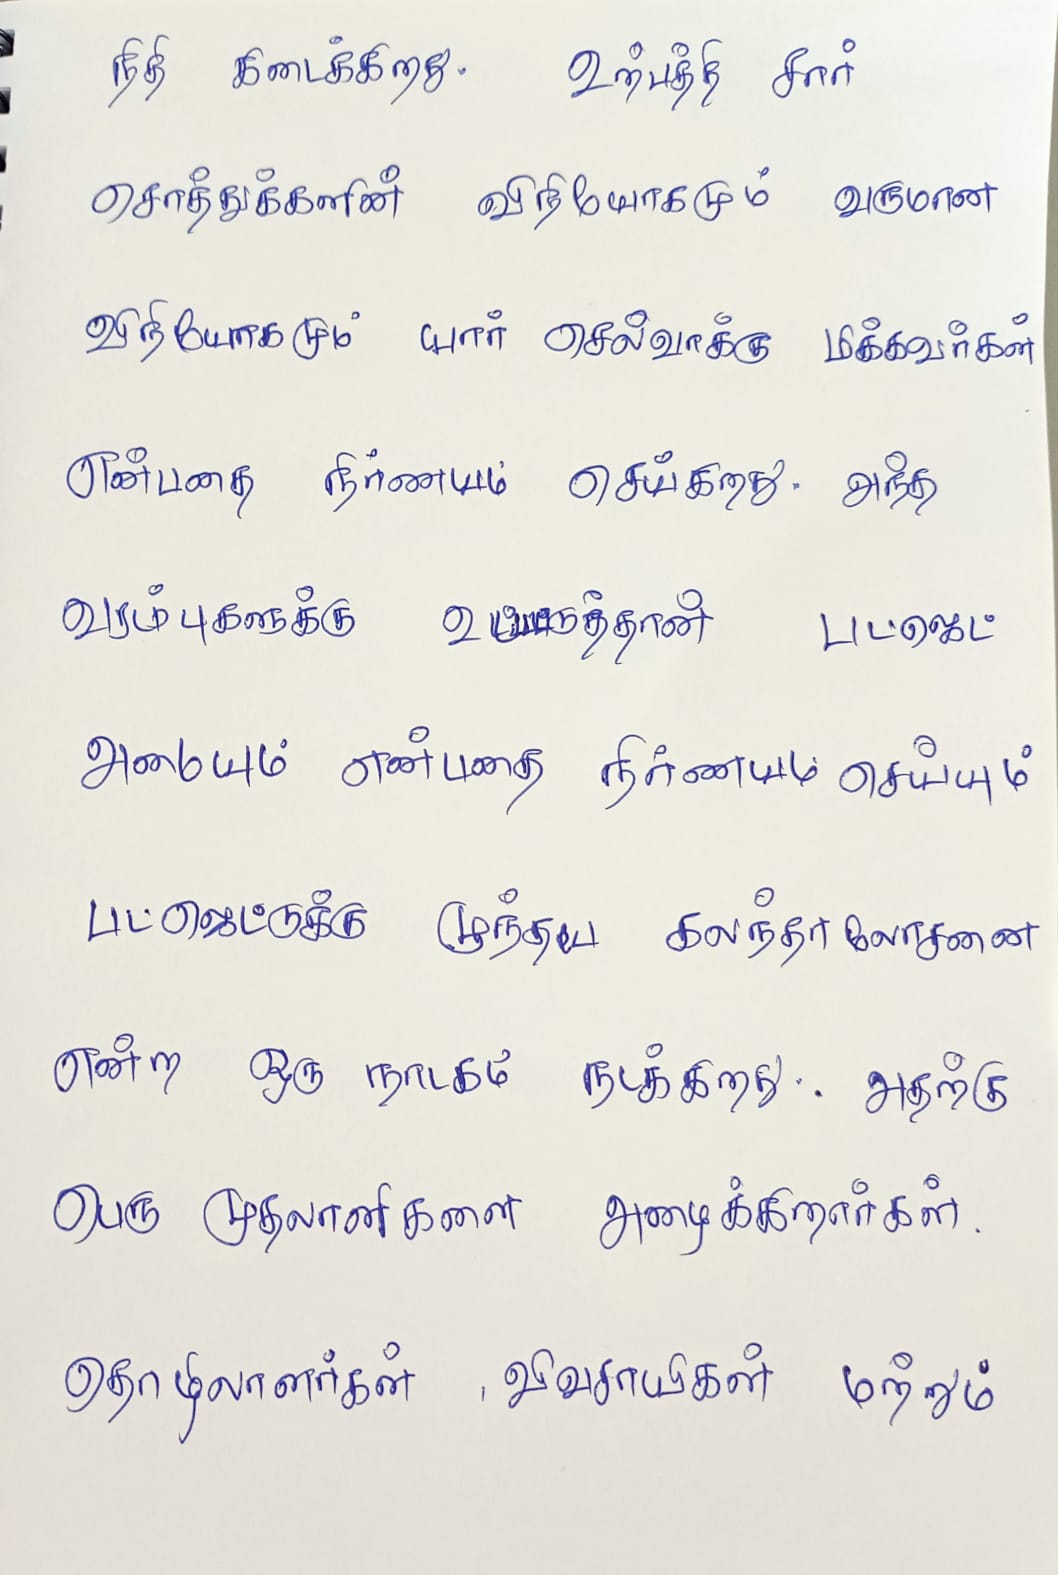 நிதி கிடைக்கிறது. உற்பத்தி சார்
சொத்துக்களின் விநியோகமும் வருமான
விநியோகமும் யார் செல்வாக்கு மிக்கவர்கள்
என்பதை நிர்ணயம் செய்கிறது. அந்த
வரம்புகளுக்கு உட்பட்டுத்தான் பட்ஜெட்
அமையும் என்பதை நிர்ணயம் செய்யும்
பட்ஜெட்டுக்கு முந்தய கலந்தாலோசனை
என்ற ஒரு நாடகம் நடக்கிறது. அதற்கு
பெரு முதலாளிகளை அழைக்கிறார்கள்.
தொழிலாளர்கள், விவசாயிகள் மற்றும்